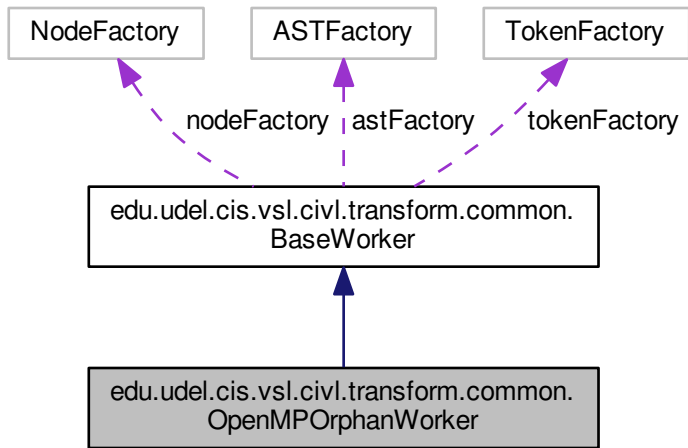 NodeFactory
ASTFactory
TokenFactory
nodeFactory
astFactory
tokenFactory
edu.udel.cis.vsl.civl.transform.common.
BaseWorker
edu.udel.cis.vsl.civl.transform.common.
OpenMPOrphanWorker